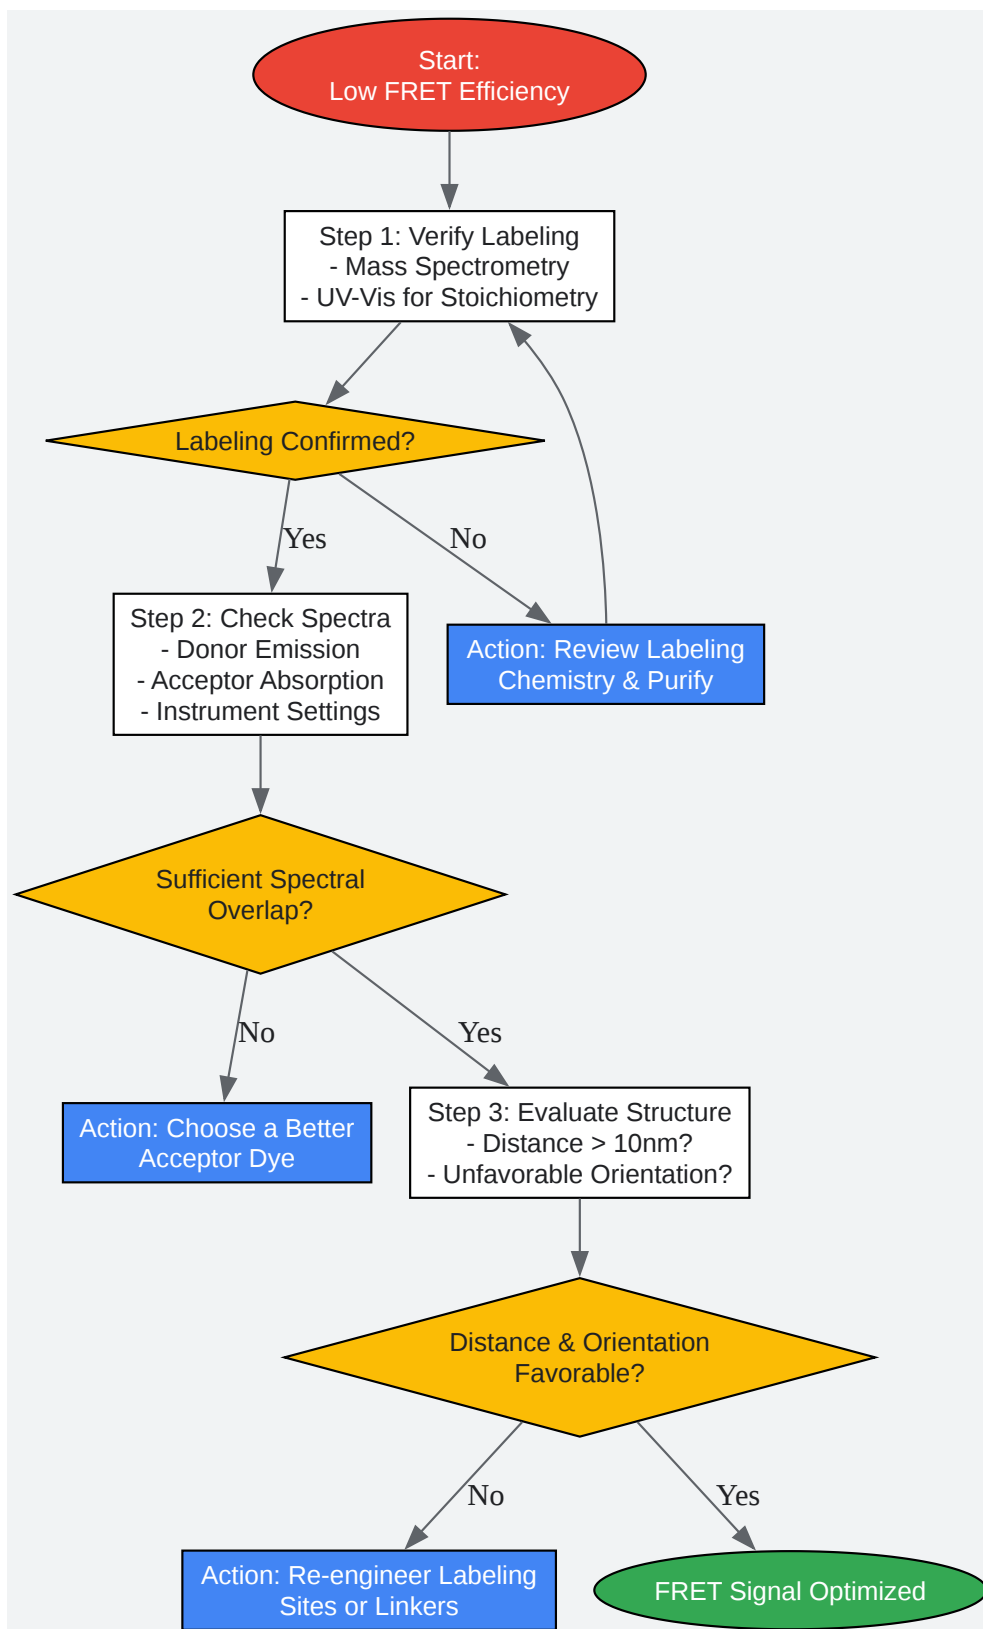 Start:
Low FRET Efficiency
Step 1: Verify Labeling
- Mass Spectrometry
- UV-Vis for Stoichiometry
Labeling Confirmed?
Yes
No
Step 2: Check Spectra
- Donor Emission
- Acceptor Absorption
- Instrument Settings
Action: Review Labeling
Chemistry & Purify
Sufficient Spectral
Overlap?
No
Yes
Action: Choose a Better
Acceptor Dye
Step 3: Evaluate Structure
- Distance > 10nm?
- Unfavorable Orientation?
Distance & Orientation
Favorable?
No
Yes
Action: Re-engineer Labeling
Sites or Linkers
FRET Signal Optimized